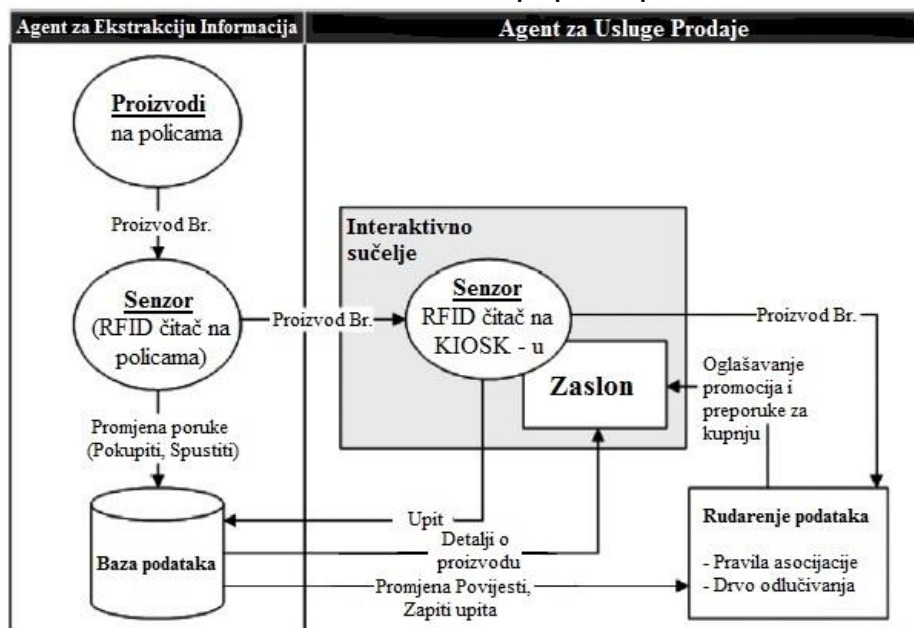 Agent za Ekstrakciju Informacija
Agent za Usluge Prodaje
Proizvodi
na policama
Proizvod Br.
Senzor
(RFID čitač na
policama)
Proizvod Br.
Promjena poruke
(Pokupiti, Spustiti)
Baza podataka
Interaktivno
sučelje
Senzor
RFID čitač na
KIOSK - u
Zaslon
Proizvod Br.
Oglašavanje
promocija i
preporuke za
kupnju
Upit
Detalji o
proizvodu
Promjena Povijesti,
Zapiti upita
Rudarenje podataka
- Pravila asocijacije
- Drvo odlučivanja